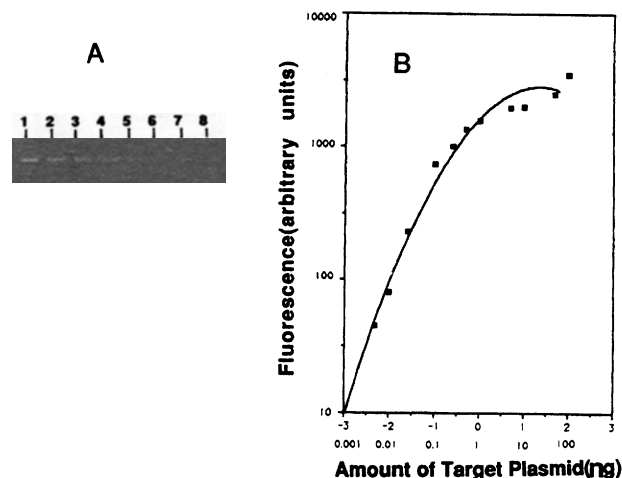 A
1 2 3 4 5 6 7 8
B
Fluorescence(arbitrary units)
10000
1000
100
10
-3 -2 -1 0 1 2 3
0.001 0.01 0.1 1 10 100
Amount of Target Plasmid(ng)